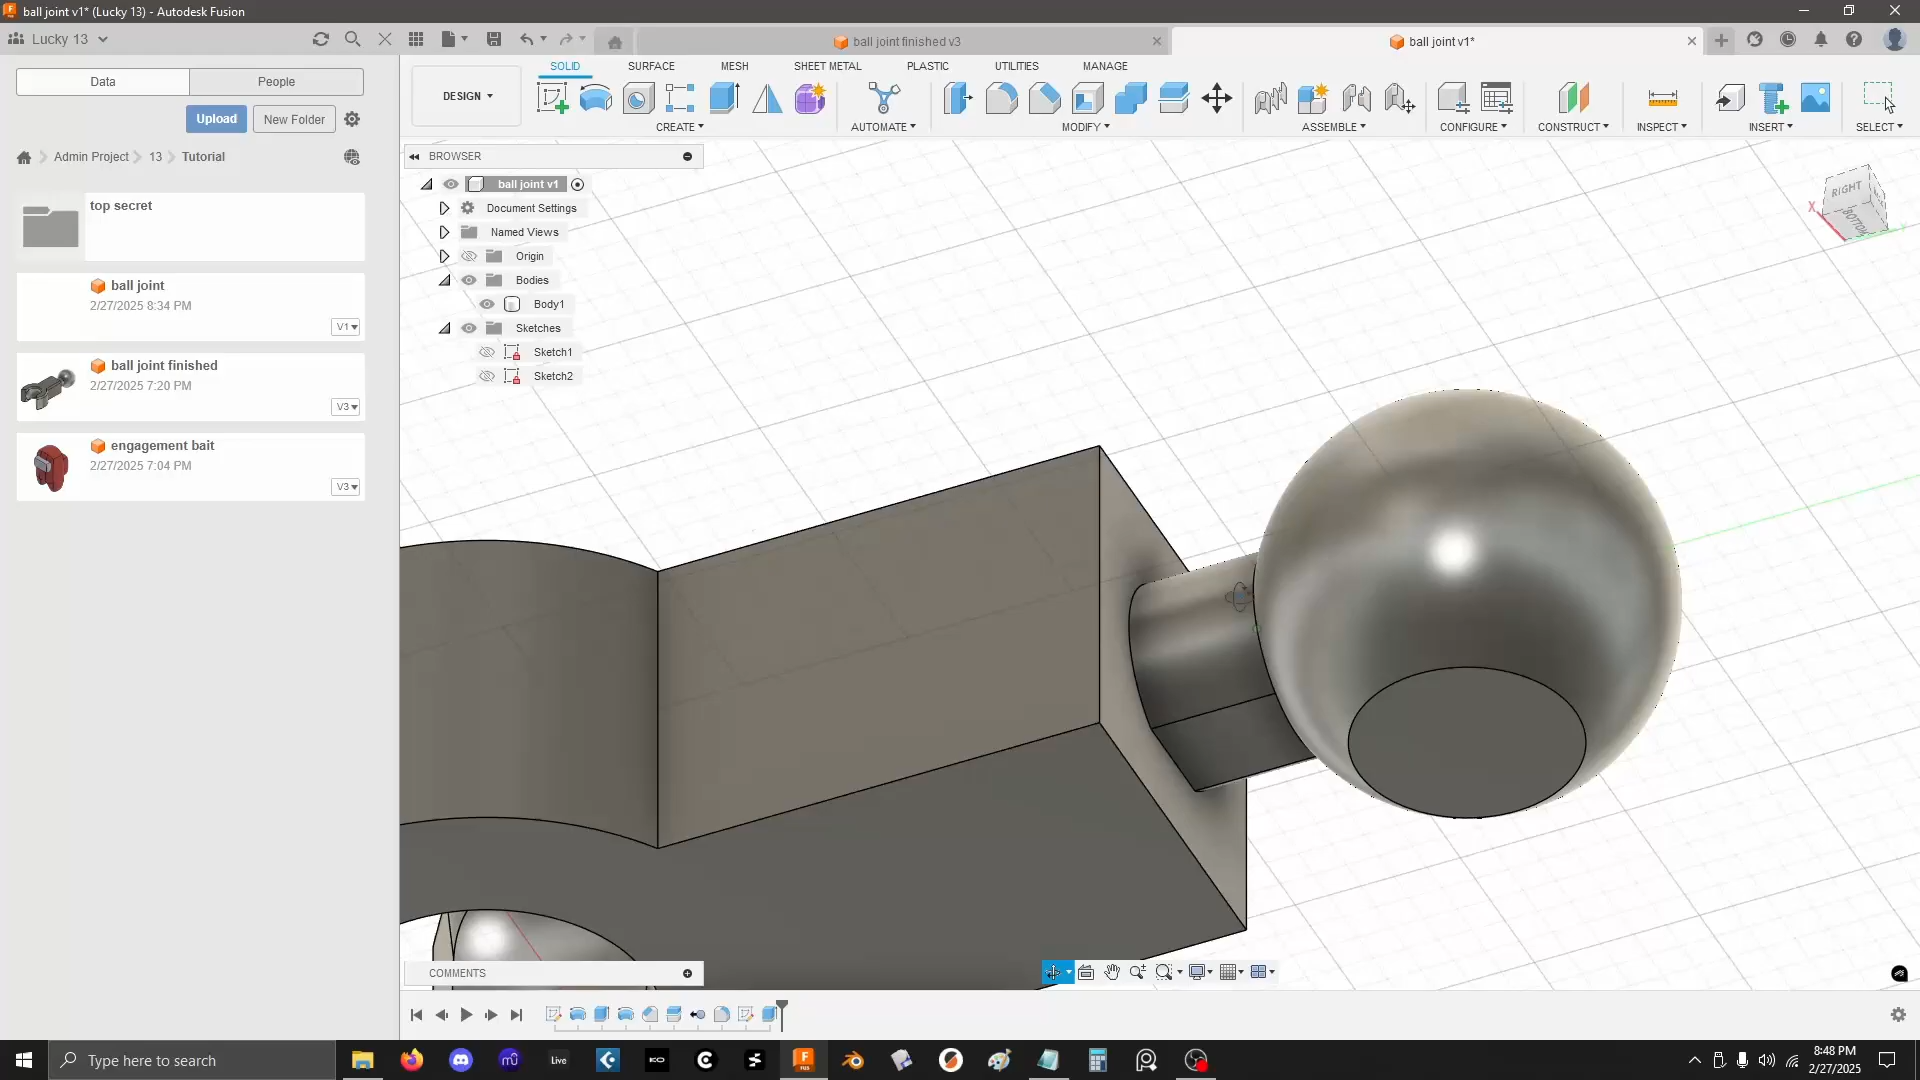 ball joint v1* (Lucky 13) - Autodesk Fusion
Lucky 13
ball joint finished v3
ball joint v1*
Data
People
Upload
New Folder
Admin Project
13
Tutorial
top secret
ball joint
2/27/2025 8:34 PM
V1
ball joint finished
2/27/2025 7:20 PM
V3
engagement bait
2/27/2025 7:04 PM
V3
DESIGN
SOLID
SURFACE
MESH
SHEET METAL
PLASTIC
UTILITIES
MANAGE
CREATE
AUTOMATE
MODIFY
ASSEMBLE
CONFIGURE
CONSTRUCT
INSPECT
INSERT
SELECT
BROWSER
ball joint v1
Document Settings
Named Views
Origin
Bodies
Body1
Sketches
Sketch1
Sketch2
RIGHT
BOTTOM
X
COMMENTS
Type here to search
Live
8:48 PM
2/27/2025